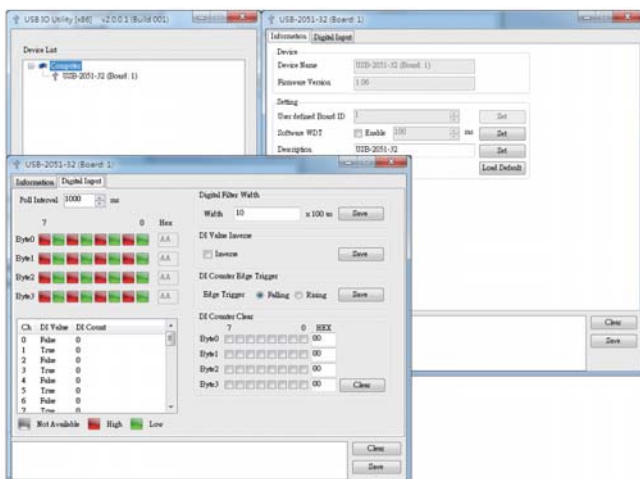 USB IO Utility [x86] v2.0.0.1 (Build 001)
Device List
Computer
USB-2051-32 (Board: 1)
USB-2051-32 (Board: 1)
Information Digital Input
Device
Device Name USB-2051-32 (Board: 1)
Firmware Version 1.06
Setting
User defined Board ID 1 Set
Software WDT Enable 100 ms Set
Description USB-2051-32 Set
Load Default
Clear
Save
USB-2051-32 (Board: 1)
Information Digital Input
Poll Interval 1000 ms
7 0 Hex
Byte0 AA
Byte1 AA
Byte2 AA
Byte3 AA
Ch DI Value DI Count
0 False 0
1 True 0
2 False 0
3 True 0
4 False 0
5 True 0
6 False 0
7 True 0
Not Available High Low
Digital Filter Width
Width 10 x 100 us Save
DI Value Inverse
Inverse Save
DI Counter Edge Trigger
Edge Trigger Falling Rising Save
DI Counter Clear
7 0 HEX
Byte0 00
Byte1 00
Byte2 00
Byte3 00 Clear
Clear
Save